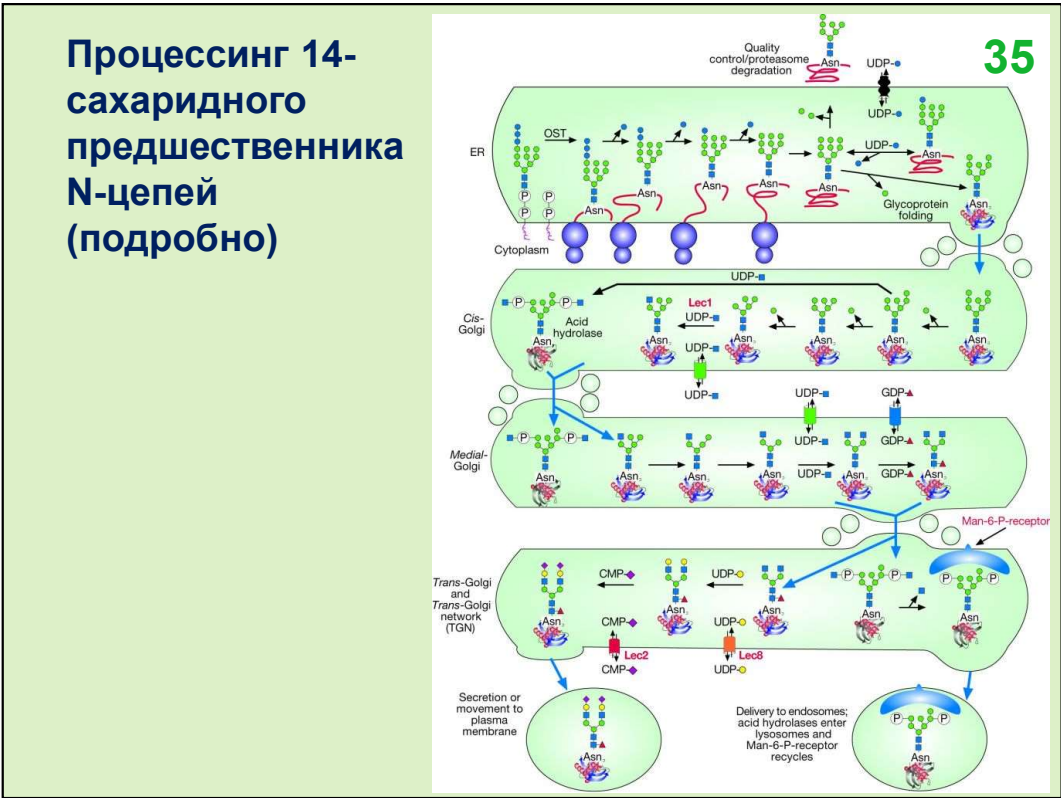 Процессинг 14-
сахаридного
предшественника
N-цепей
(подробно)
35
Quality
control/proteasome
degradation
Asn
UDP-
UDP-
ER
OST
UDP-
Asn
Asn
Asn
Asn
Asn
Asn
Asn
Glycoprotein
folding
P
P
P
P
Cytoplasm
UDP-
Cis-
Golgi
P
P
Acid
hydrolase
Lec1
UDP-
Asn
Asn
Asn
Asn
Asn
Asn
UDP-
UDP-
UDP-
GDP-
Medial-
Golgi
P
P
UDP-
GDP-
Asn
Asn
Asn
Asn
Asn
Asn
UDP-
GDP-
Man-6-P-receptor
Trans-Golgi
and
Trans-Golgi
network
(TGN)
CMP-
UDP-
P
P
P
P
Asn
Asn
Asn
Asn
Asn
CMP-
UDP-
Lec2
Lec8
CMP-
UDP-
Secretion or
movement to
plasma
membrane
Asn
Delivery to endosomes;
acid hydrolases enter
lysosomes and
Man-6-P-receptor
recycles
P
P
Asn